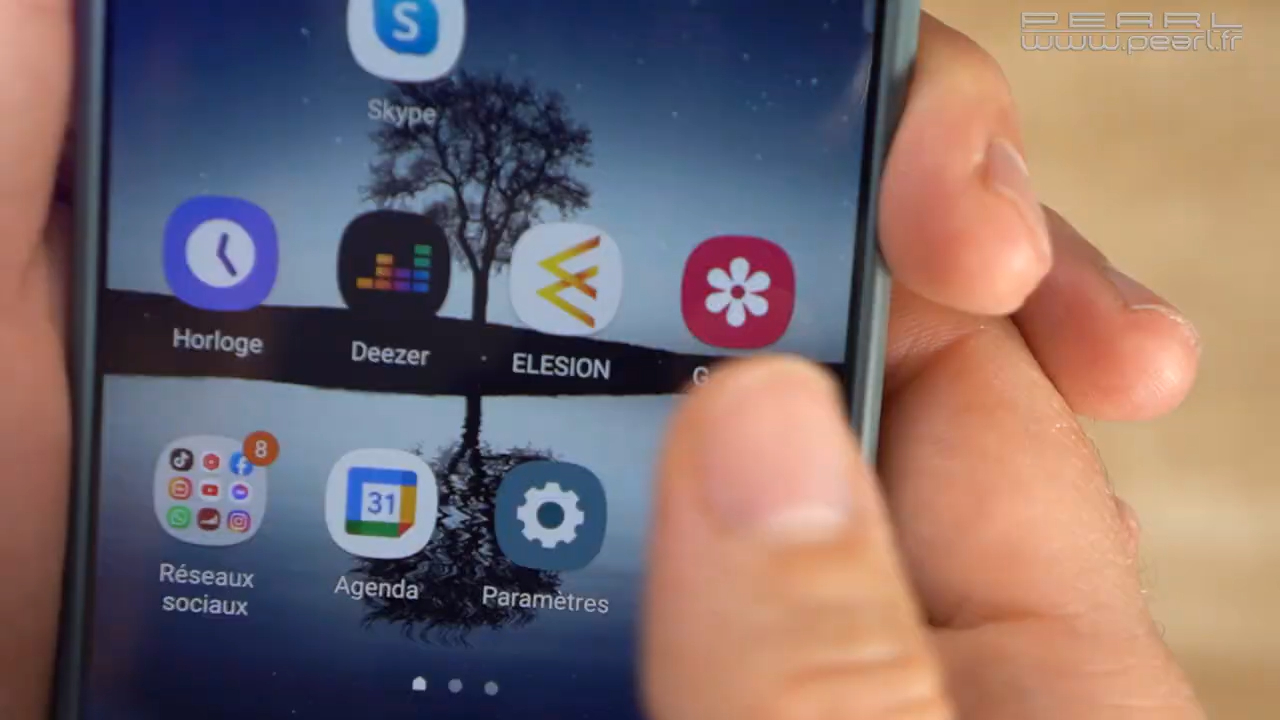 PEARL
www.pearl.fr
S
Skype
Horloge
Deezer
ELESION
G
8
31
Réseaux
sociaux
Agenda
Paramètres